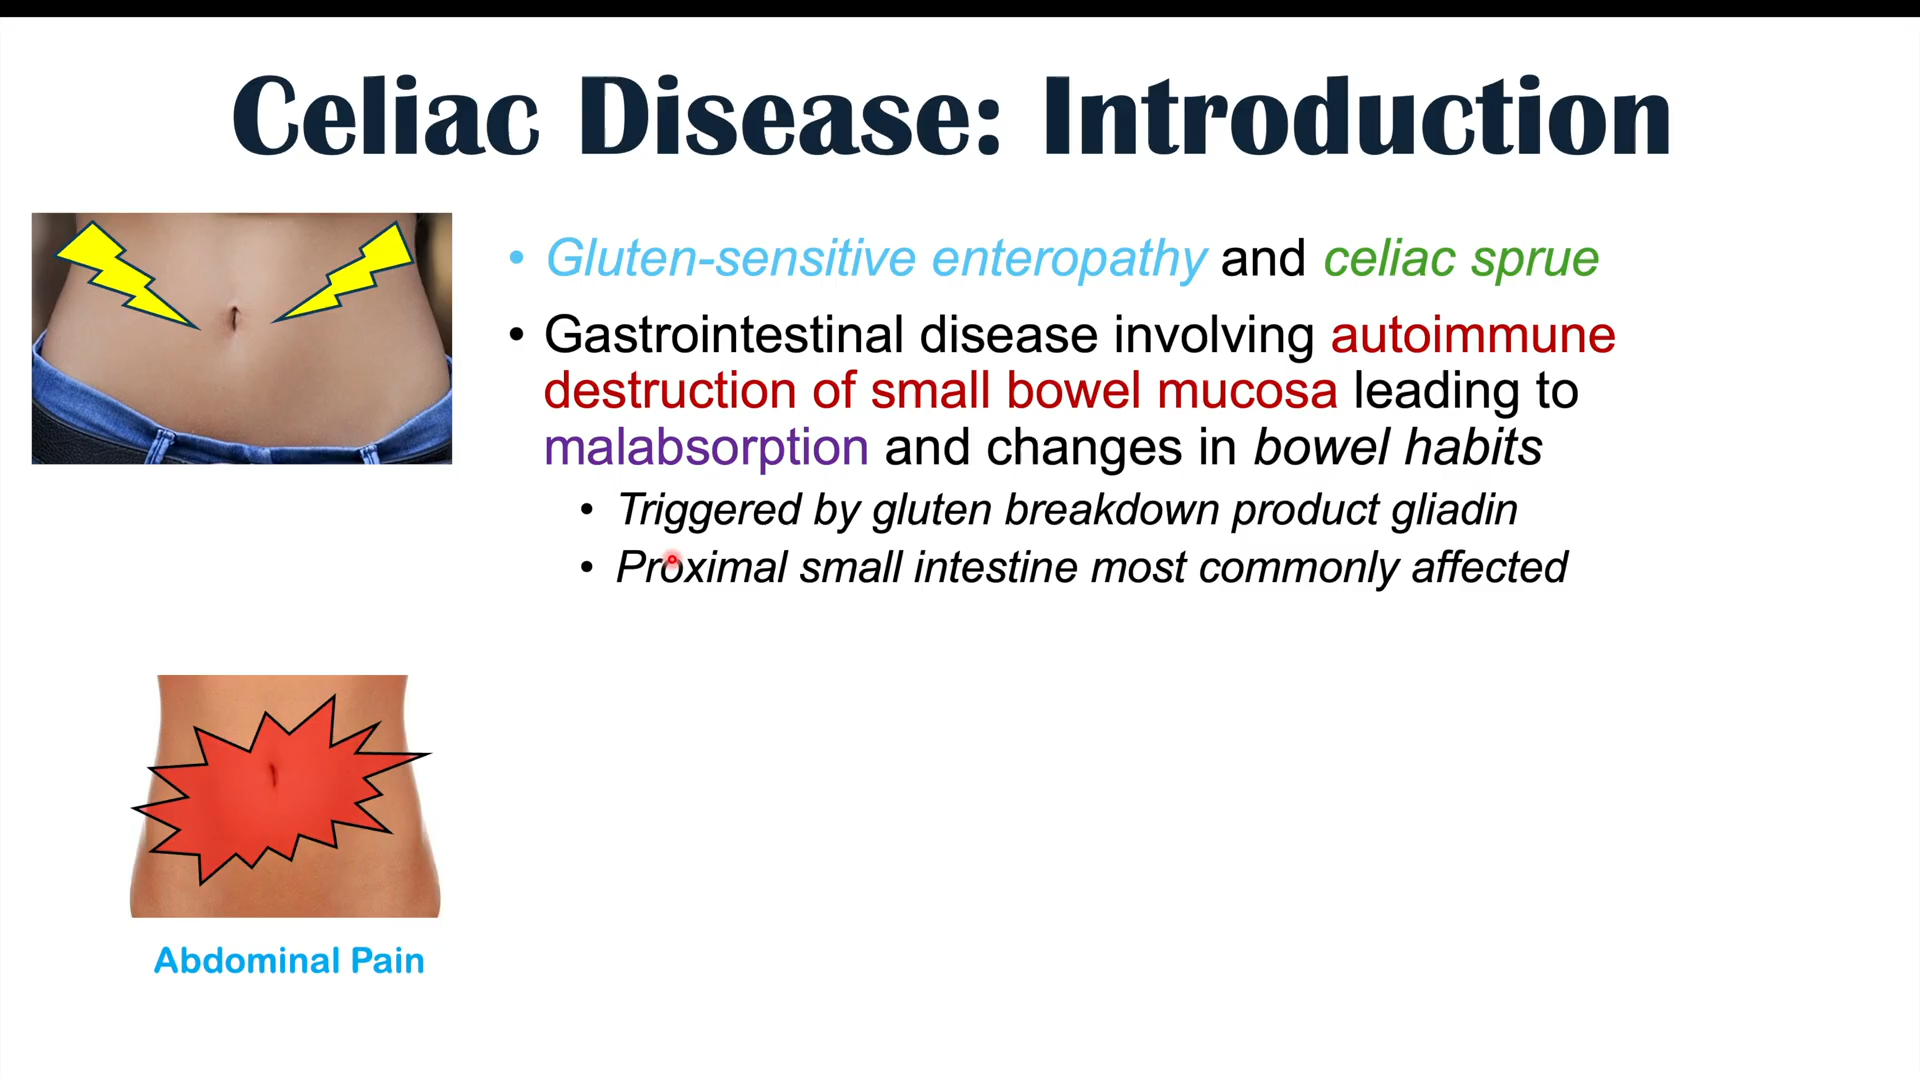 Celiac Disease: Introduction
• Gluten-sensitive enteropathy and celiac sprue
• Gastrointestinal disease involving autoimmune
destruction of small bowel mucosa leading to
malabsorption and changes in bowel habits
• Triggered by gluten breakdown product gliadin
• Proximal small intestine most commonly affected
Abdominal Pain